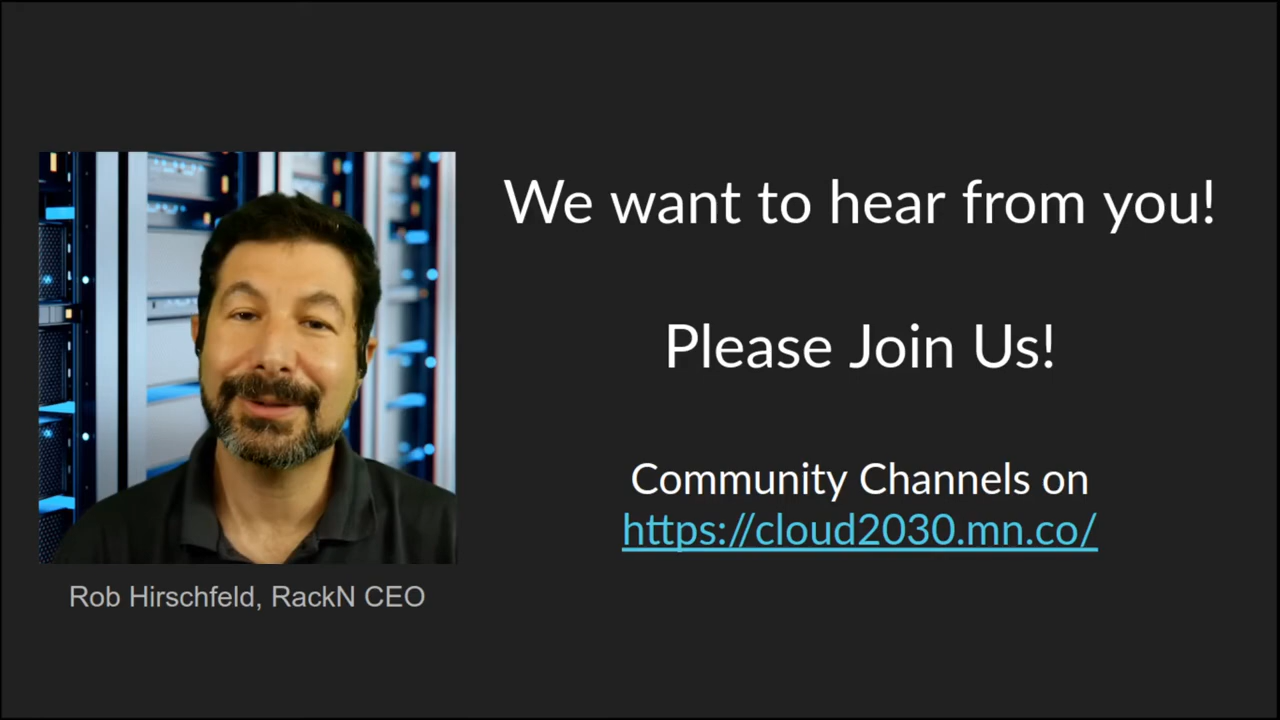 We want to hear from you!
Please Join Us!
Community Channels on
https://cloud2030.mn.co/
Rob Hirschfeld, RackN CEO